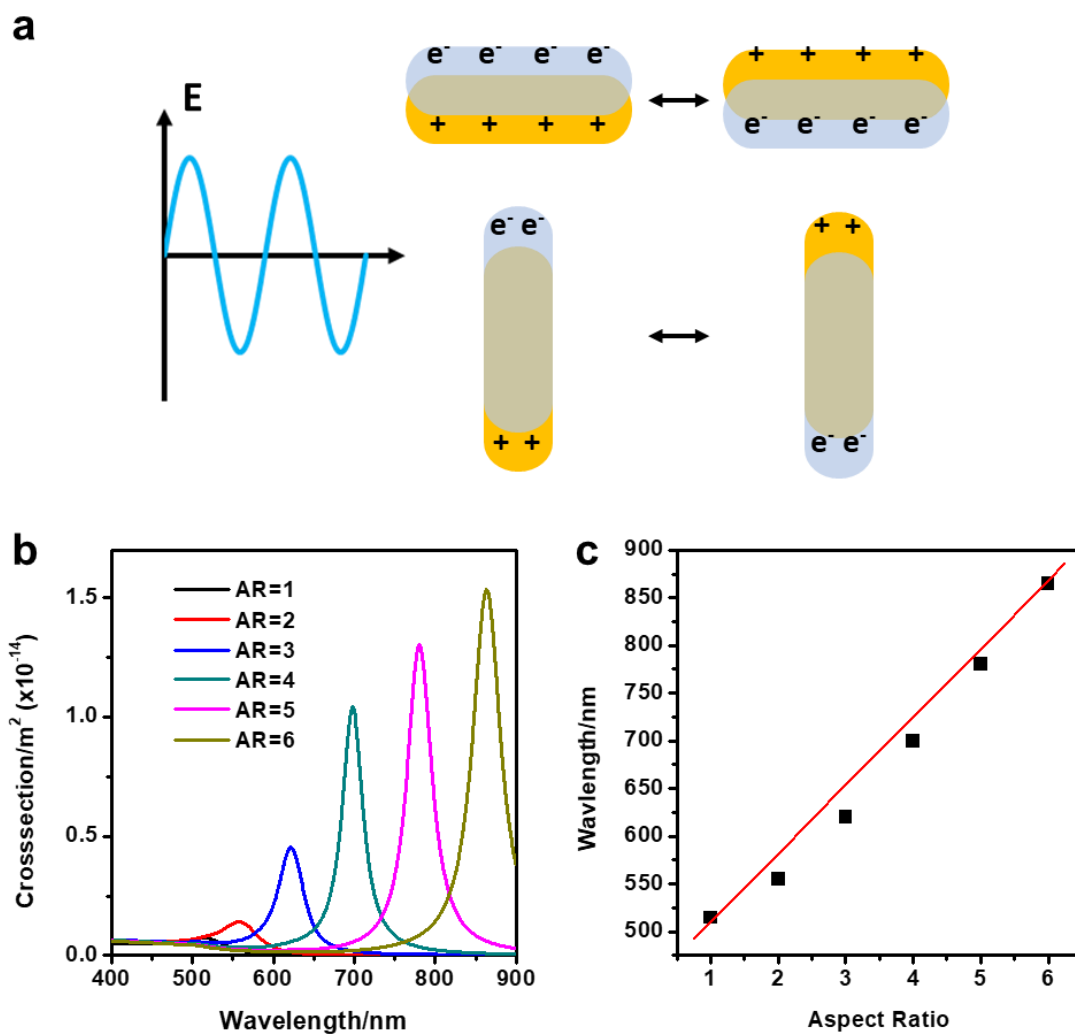 a
E
e⁻ e⁻ e⁻ e⁻
+ + + +
+ + + +
e⁻ e⁻ e⁻ e⁻
e⁻ e⁻
+ +
+ +
e⁻ e⁻
b
Crosssection/m² (x10⁻¹⁴)
1.5
1.0
0.5
0.0
AR=1
AR=2
AR=3
AR=4
AR=5
AR=6
400 500 600 700 800 900
Wavelength/nm
c
Wavlength/nm
900
850
800
750
700
650
600
550
500
1 2 3 4 5 6
Aspect Ratio